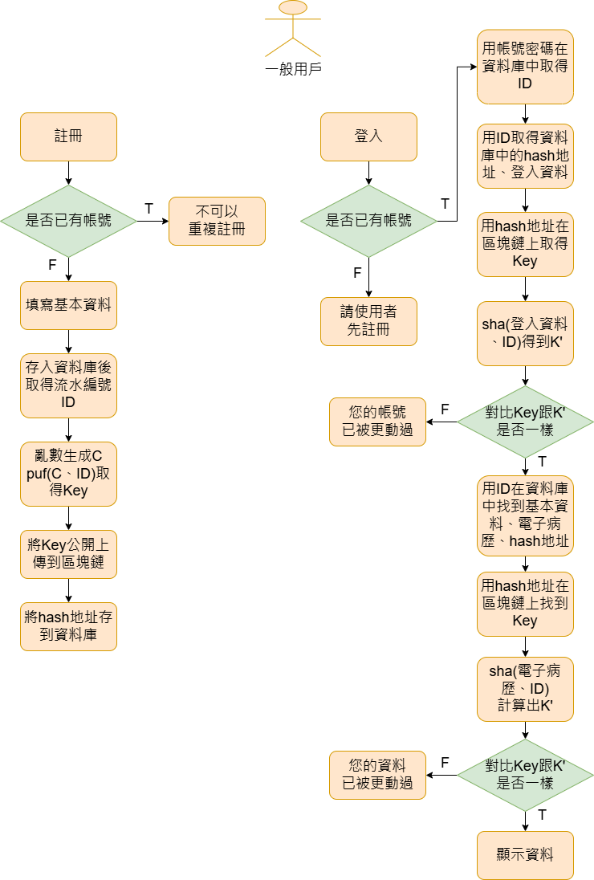 一般用戶
註冊
是否已有帳號
T
不可以
重複註冊
F
填寫基本資料
存入資料庫後
取得流水編號
ID
亂數生成C
puf(C、ID)取
得Key
將Key公開上
傳到區塊鏈
將hash地址存
到資料庫
登入
是否已有帳號
T
F
請使用者
先註冊
用帳號密碼在
資料庫中取得
ID
用ID取得資料
庫中的hash地
址、登入資料
用hash地址在
區塊鏈上取得
Key
sha(登入資料
、ID)得到K'
對比Key跟K'
是否一樣
F
您的帳號
已被更動過
T
用ID在資料庫
中找到基本資
料、電子病
歷、hash地址
用hash地址在
區塊鏈上找到
Key
sha(電子病
歷、ID)
計算出K'
對比Key跟K'
是否一樣
F
您的資料
已被更動過
T
顯示資料